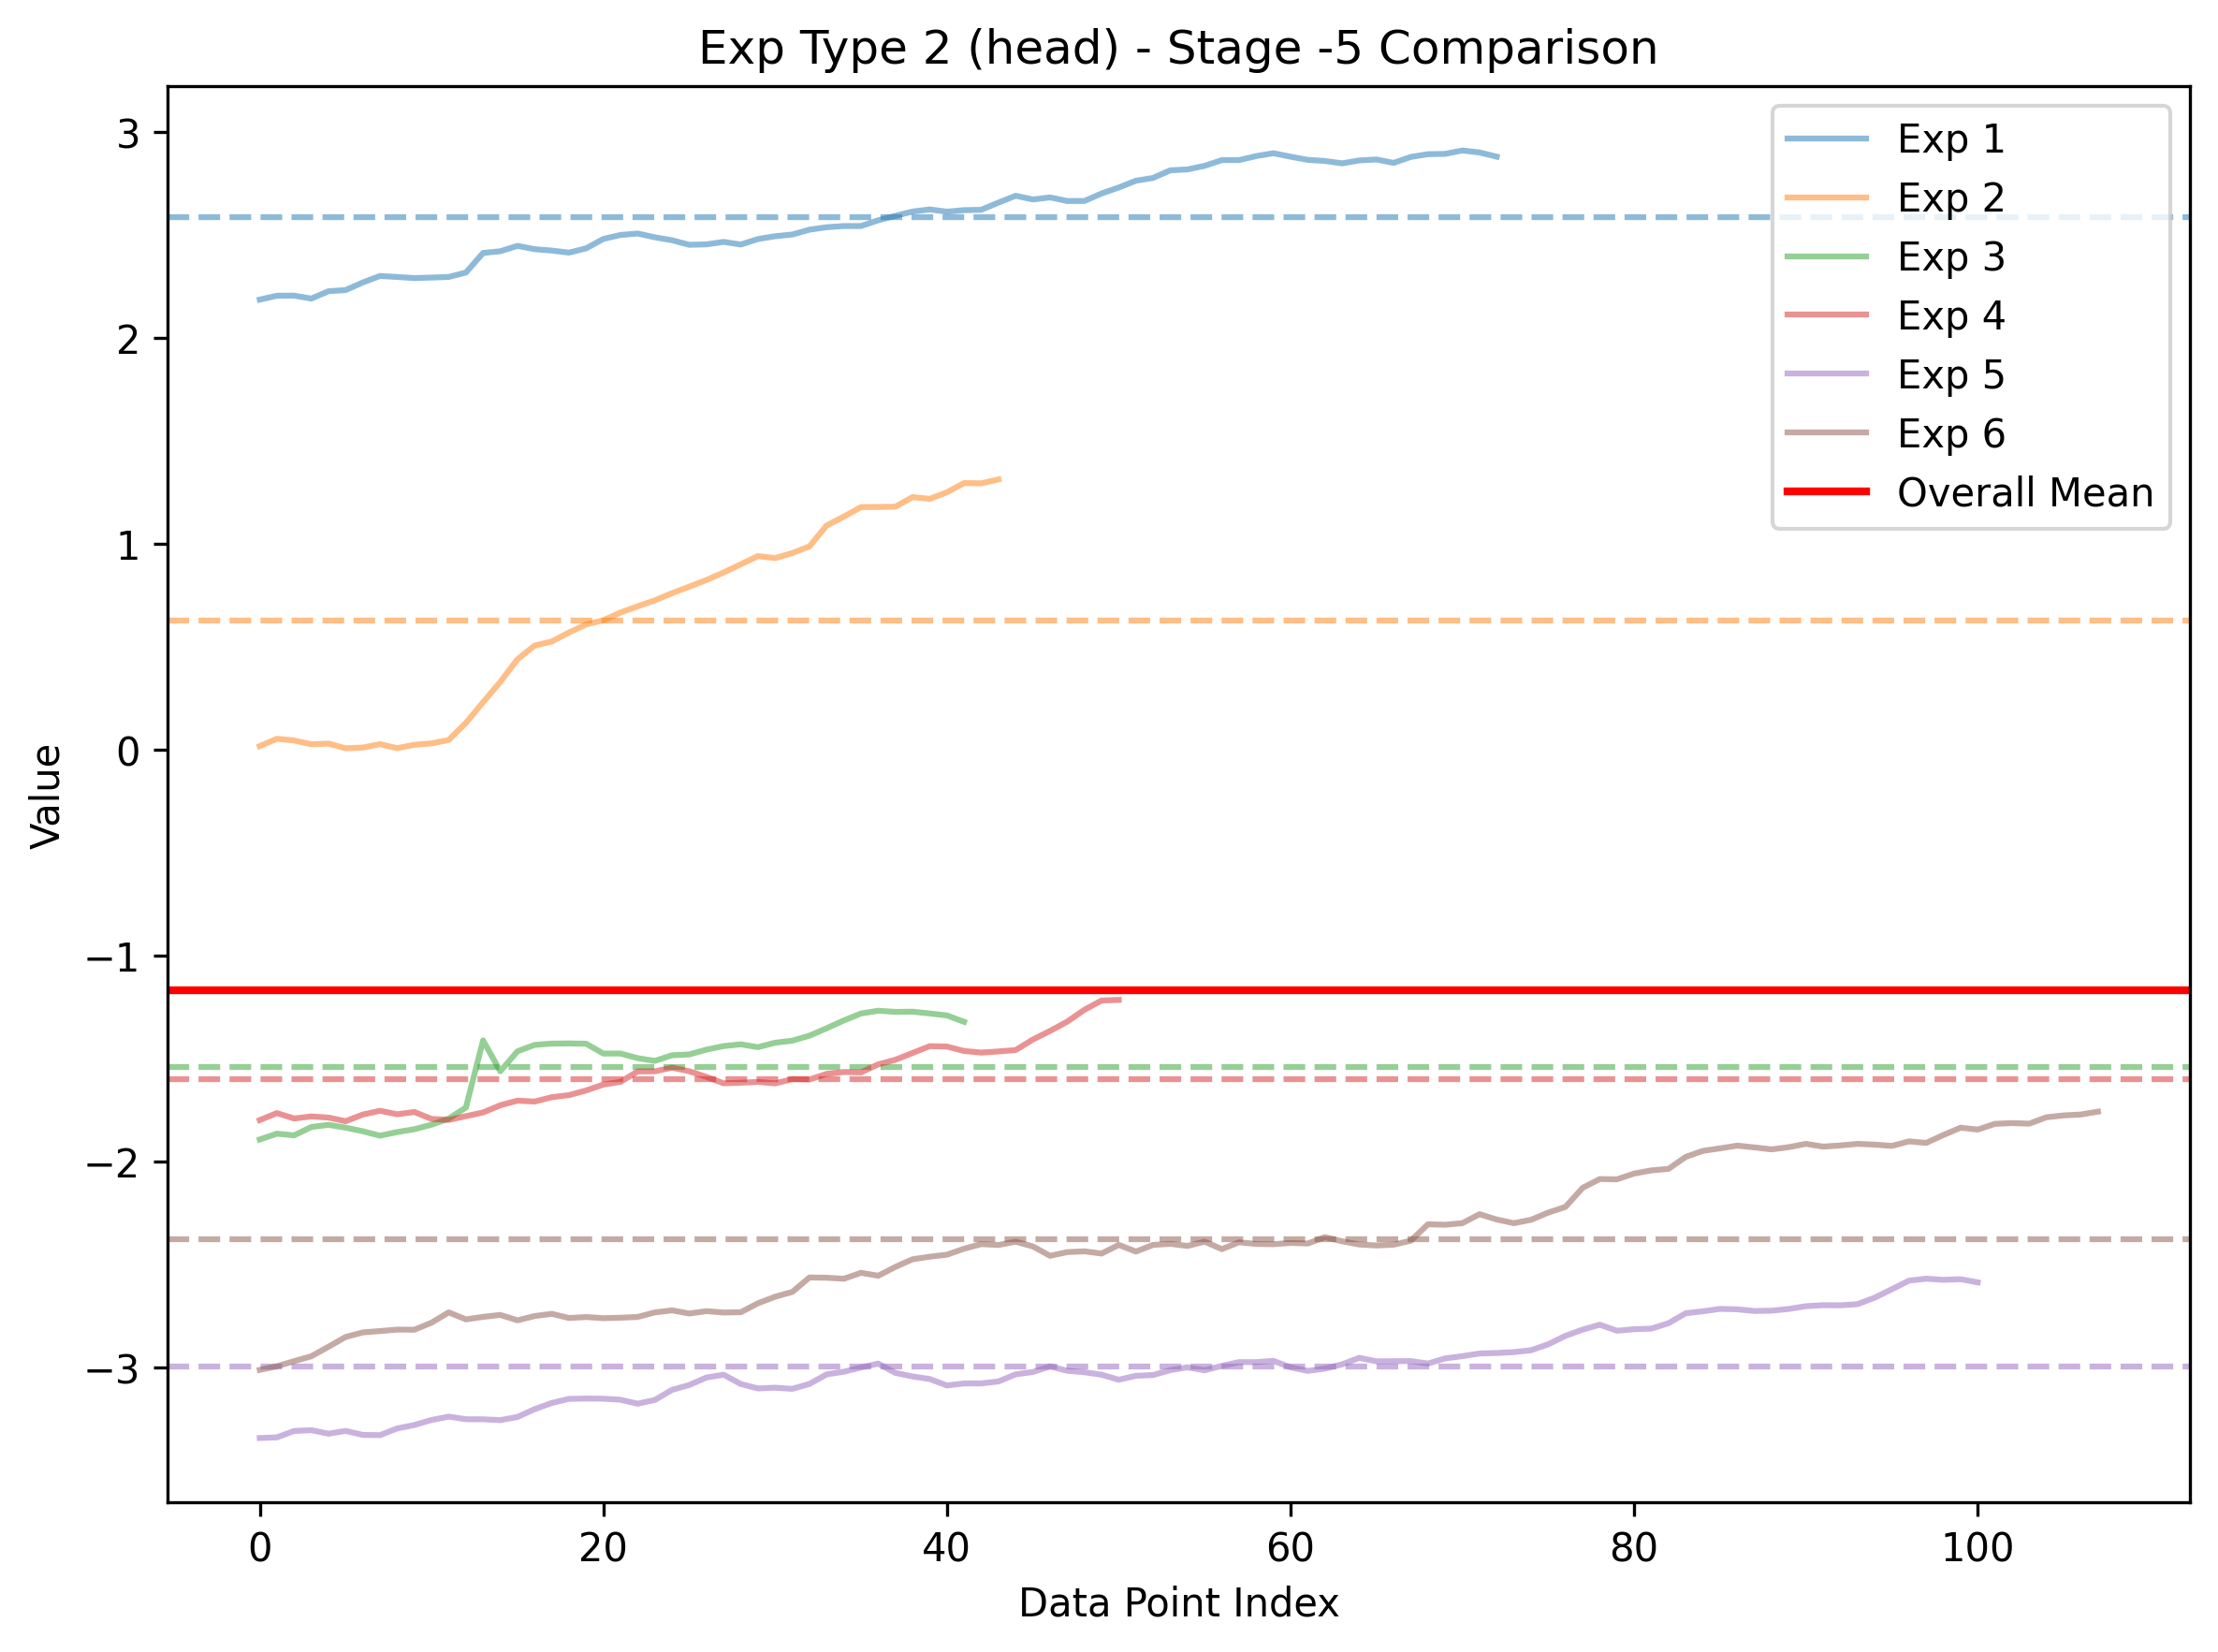 Exp Type 2 (head) - Stage -5 Comparison
3
2
1
0
−1
−2
−3
Value
0
20
40
60
80
100
Data Point Index
Exp 1
Exp 2
Exp 3
Exp 4
Exp 5
Exp 6
Overall Mean